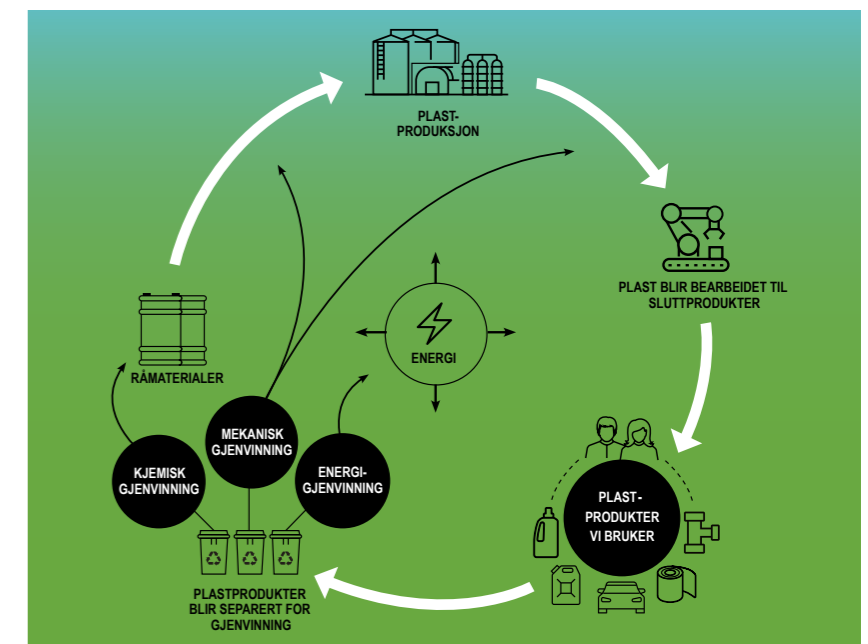 PLAST-
PRODUKSJON
PLAST BLIR BEARBEIDET TIL
SLUTTPRODUKTER
ENERGI
RÅMATERIALER
MEKANISK
GJENVINNING
KJEMISK
GJENVINNING
ENERGI-
GJENVINNING
PLAST-
PRODUKTER
VI BRUKER
PLASTPRODUKTER
BLIR SEPARERT FOR
GJENVINNING